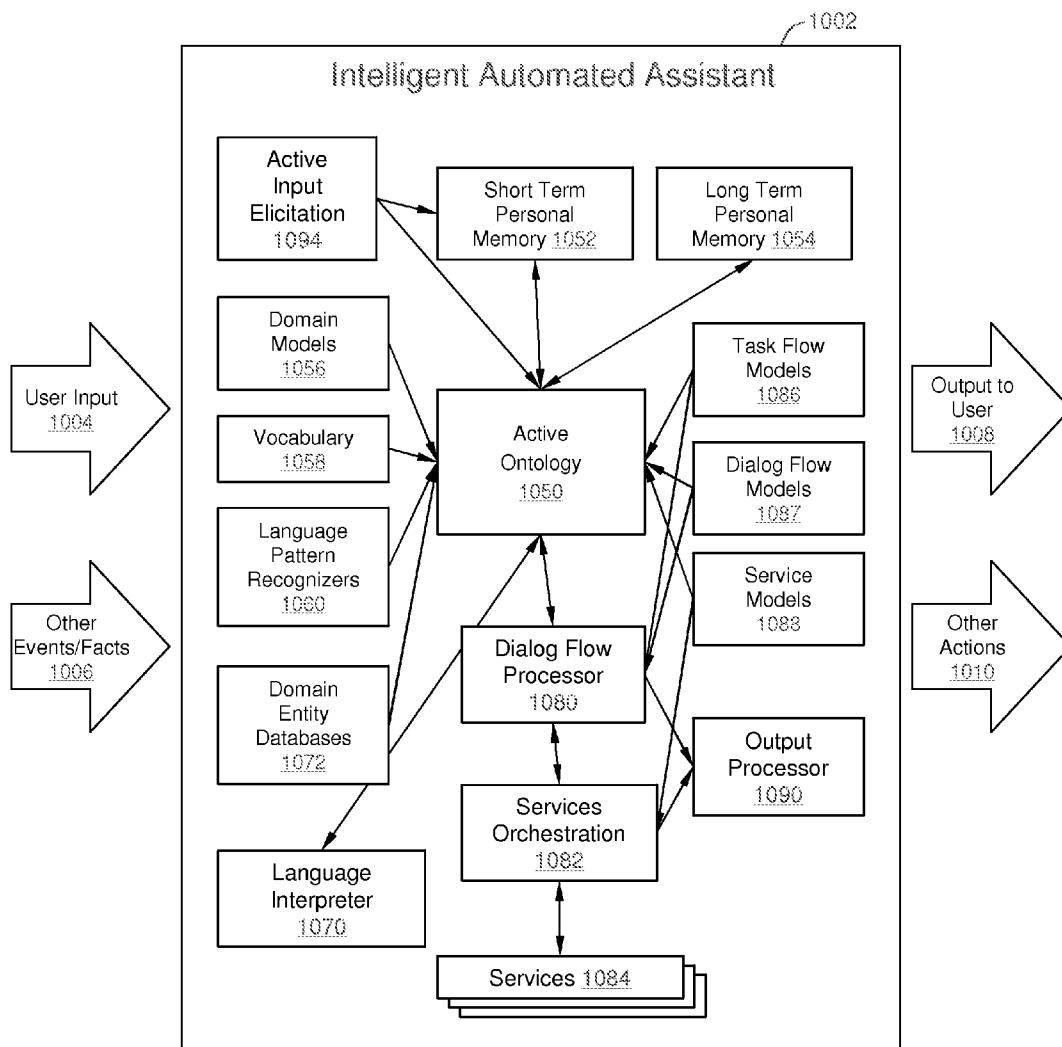 1002
Intelligent Automated Assistant
Active
Input
Elicitation
1094
Short Term
Personal
Memory 1052
Long Term
Personal
Memory 1054
Domain
Models
1056
Task Flow
Models
1086
User Input
1004
Active
Ontology
1050
Output to
User
1008
Vocabulary
1058
Dialog Flow
Models
1087
Language
Pattern
Recognizers
1060
Service
Models
1088
Other
Events/Facts
1006
Dialog Flow
Processor
1080
Other
Actions
1010
Domain
Entity
Databases
1072
Output
Processor
1090
Services
Orchestration
1082
Language
Interpreter
1070
Services 1084